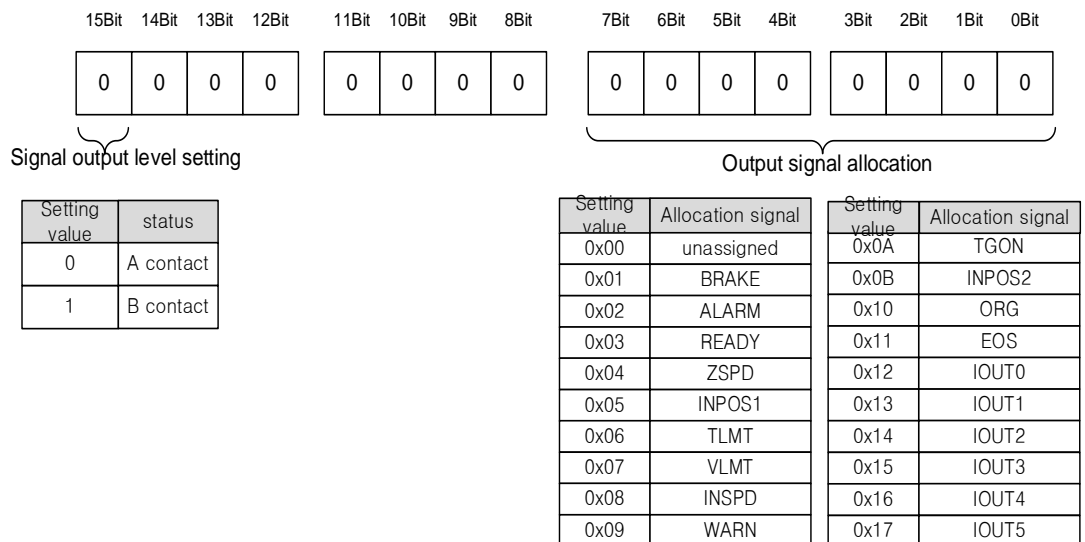 15Bit 14Bit 13Bit 12Bit 11Bit 10Bit 9Bit 8Bit 7Bit 6Bit 5Bit 4Bit 3Bit 2Bit 1Bit 0Bit
0 0 0 0 0 0 0 0 0 0 0 0 0 0 0 0
Signal output level setting
Output signal allocation
Setting value status
0 A contact
1 B contact
Setting value Allocation signal
0x00 unassigned
0x01 BRAKE
0x02 ALARM
0x03 READY
0x04 ZSPD
0x05 INPOS1
0x06 TLMT
0x07 VLMT
0x08 INSPD
0x09 WARN
Setting value Allocation signal
0x0A TGON
0x0B INPOS2
0x10 ORG
0x11 EOS
0x12 IOUT0
0x13 IOUT1
0x14 IOUT2
0x15 IOUT3
0x16 IOUT4
0x17 IOUT5